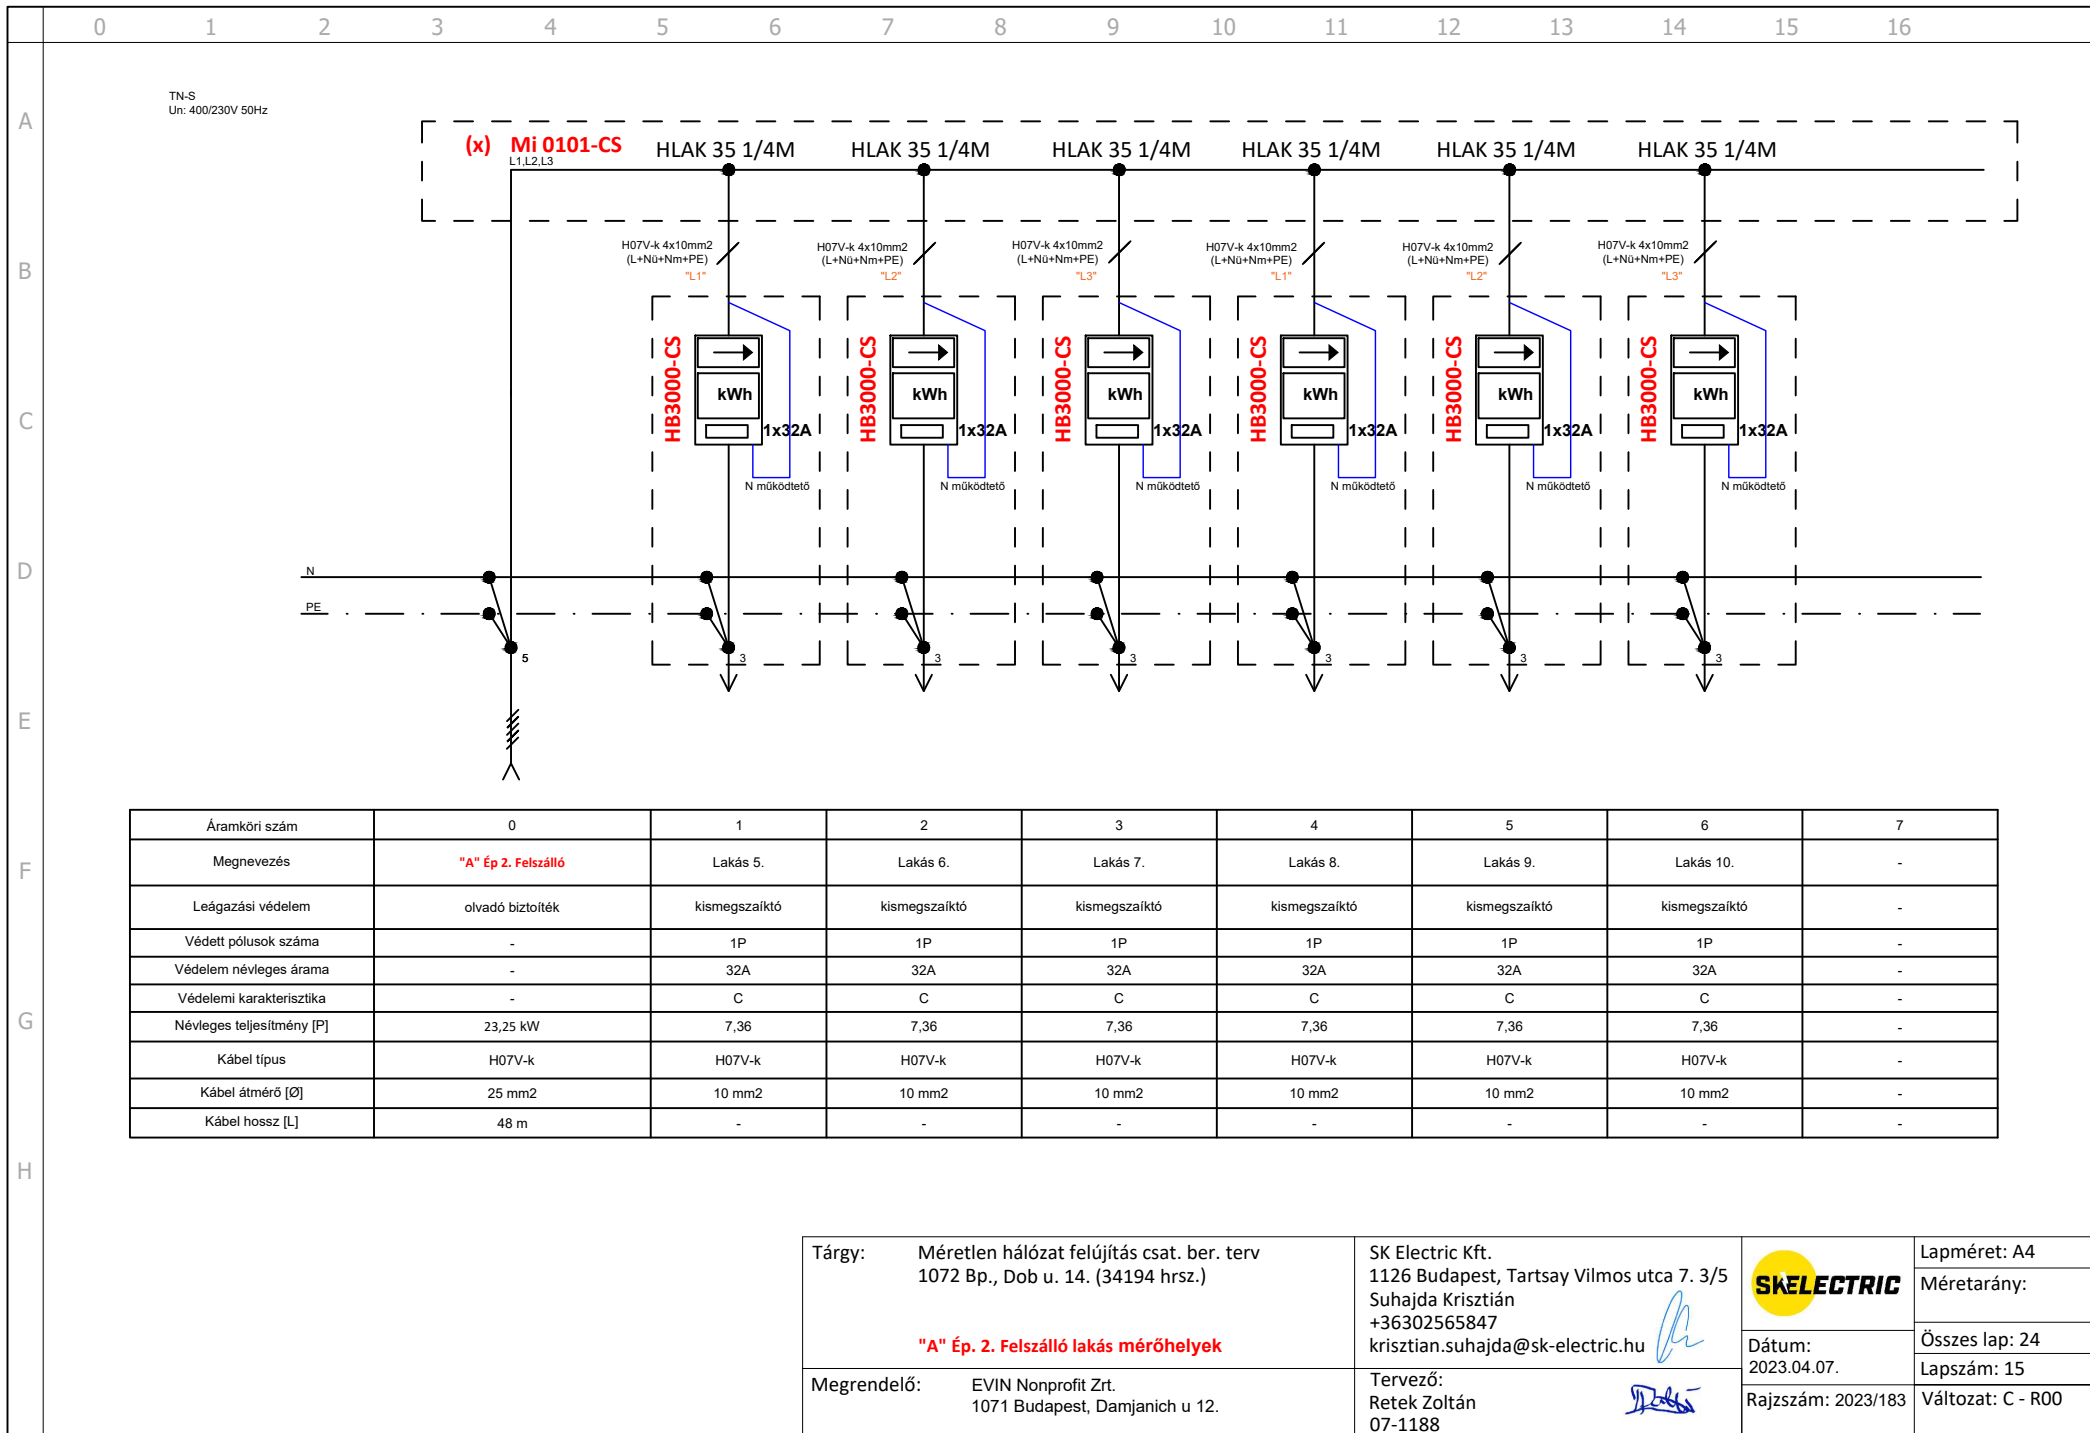 0 1 2 3 4 5 6 7 8 9 10 11 12 13 14 15 16
A
B
C
D
E
F
G
H
TN-S
Un: 400/230V 50Hz
(x) Mi 0101-CS
L1,L2,L3
HLAK 35 1/4M HLAK 35 1/4M HLAK 35 1/4M HLAK 35 1/4M HLAK 35 1/4M HLAK 35 1/4M
H07V-k 4x10mm2 H07V-k 4x10mm2 H07V-k 4x10mm2 H07V-k 4x10mm2 H07V-k 4x10mm2 H07V-k 4x10mm2
(L+Nü+Nm+PE) (L+Nü+Nm+PE) (L+Nü+Nm+PE) (L+Nü+Nm+PE) (L+Nü+Nm+PE) (L+Nü+Nm+PE)
"L1" "L2" "L3" "L1" "L2" "L3"
HB3000-CS HB3000-CS HB3000-CS HB3000-CS HB3000-CS HB3000-CS
kWh kWh kWh kWh kWh kWh
1x32A 1x32A 1x32A 1x32A 1x32A 1x32A
N működtető N működtető N működtető N működtető N működtető N működtető
N
PE
5 3 3 3 3 3 3
Áramköri szám 0 1 2 3 4 5 6 7
Megnevezés "A" Ép 2. Felszálló Lakás 5. Lakás 6. Lakás 7. Lakás 8. Lakás 9. Lakás 10. -
Leágazási védelem olvadó biztoíték kismegszaíktó kismegszaíktó kismegszaíktó kismegszaíktó kismegszaíktó kismegszaíktó -
Védett pólusok száma - 1P 1P 1P 1P 1P 1P -
Védelem névleges árama - 32A 32A 32A 32A 32A 32A -
Védelemi karakterisztika - C C C C C C -
Névleges teljesítmény [P] 23,25 kW 7,36 7,36 7,36 7,36 7,36 7,36 -
Kábel típus H07V-k H07V-k H07V-k H07V-k H07V-k H07V-k H07V-k -
Kábel átmérő [Ø] 25 mm2 10 mm2 10 mm2 10 mm2 10 mm2 10 mm2 10 mm2 -
Kábel hossz [L] 48 m - - - - - - -
Tárgy: Méretlen hálózat felújítás csat. ber. terv
1072 Bp., Dob u. 14. (34194 hrsz.)
"A" Ép. 2. Felszálló lakás mérőhelyek
Megrendelő: EVIN Nonprofit Zrt.
1071 Budapest, Damjanich u 12.
SK Electric Kft.
1126 Budapest, Tartsay Vilmos utca 7. 3/5
Suhajda Krisztián
+36302565847
krisztian.suhajda@sk-electric.hu
Tervező:
Retek Zoltán
07-1188
SKELECTRIC
Dátum:
2023.04.07.
Rajzszám: 2023/183
Lapméret: A4
Méretarány:
Összes lap: 24
Lapszám: 15
Változat: C - R00